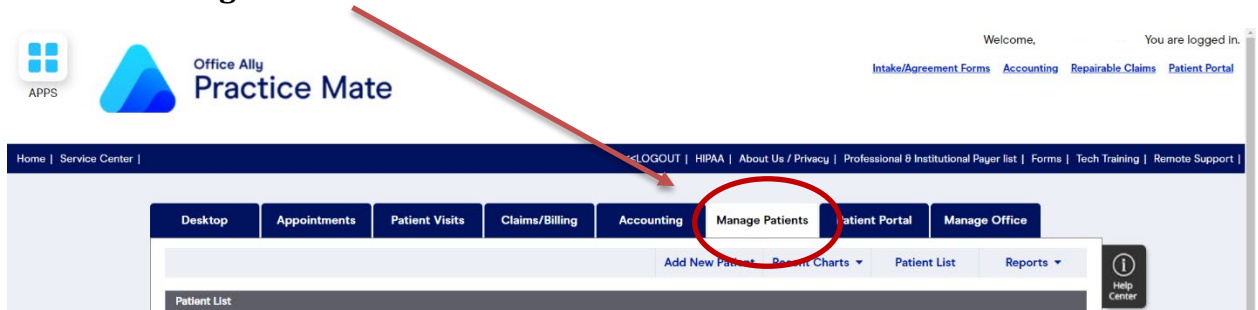 g
Welcome, You are logged in.
Office Ally
Practice Mate
Intake/Agreement Forms Accounting Repairable Claims Patient Portal
APPS
Home | Service Center | <<LOGOUT | HIPAA | About Us / Privacy | Professional & Institutional Payer list | Forms | Tech Training | Remote Support |
Desktop Appointments Patient Visits Claims/Billing Accounting Manage Patients Patient Portal Manage Office
Add New Patient Recent Charts Patient List Reports
Help
Center
Patient List